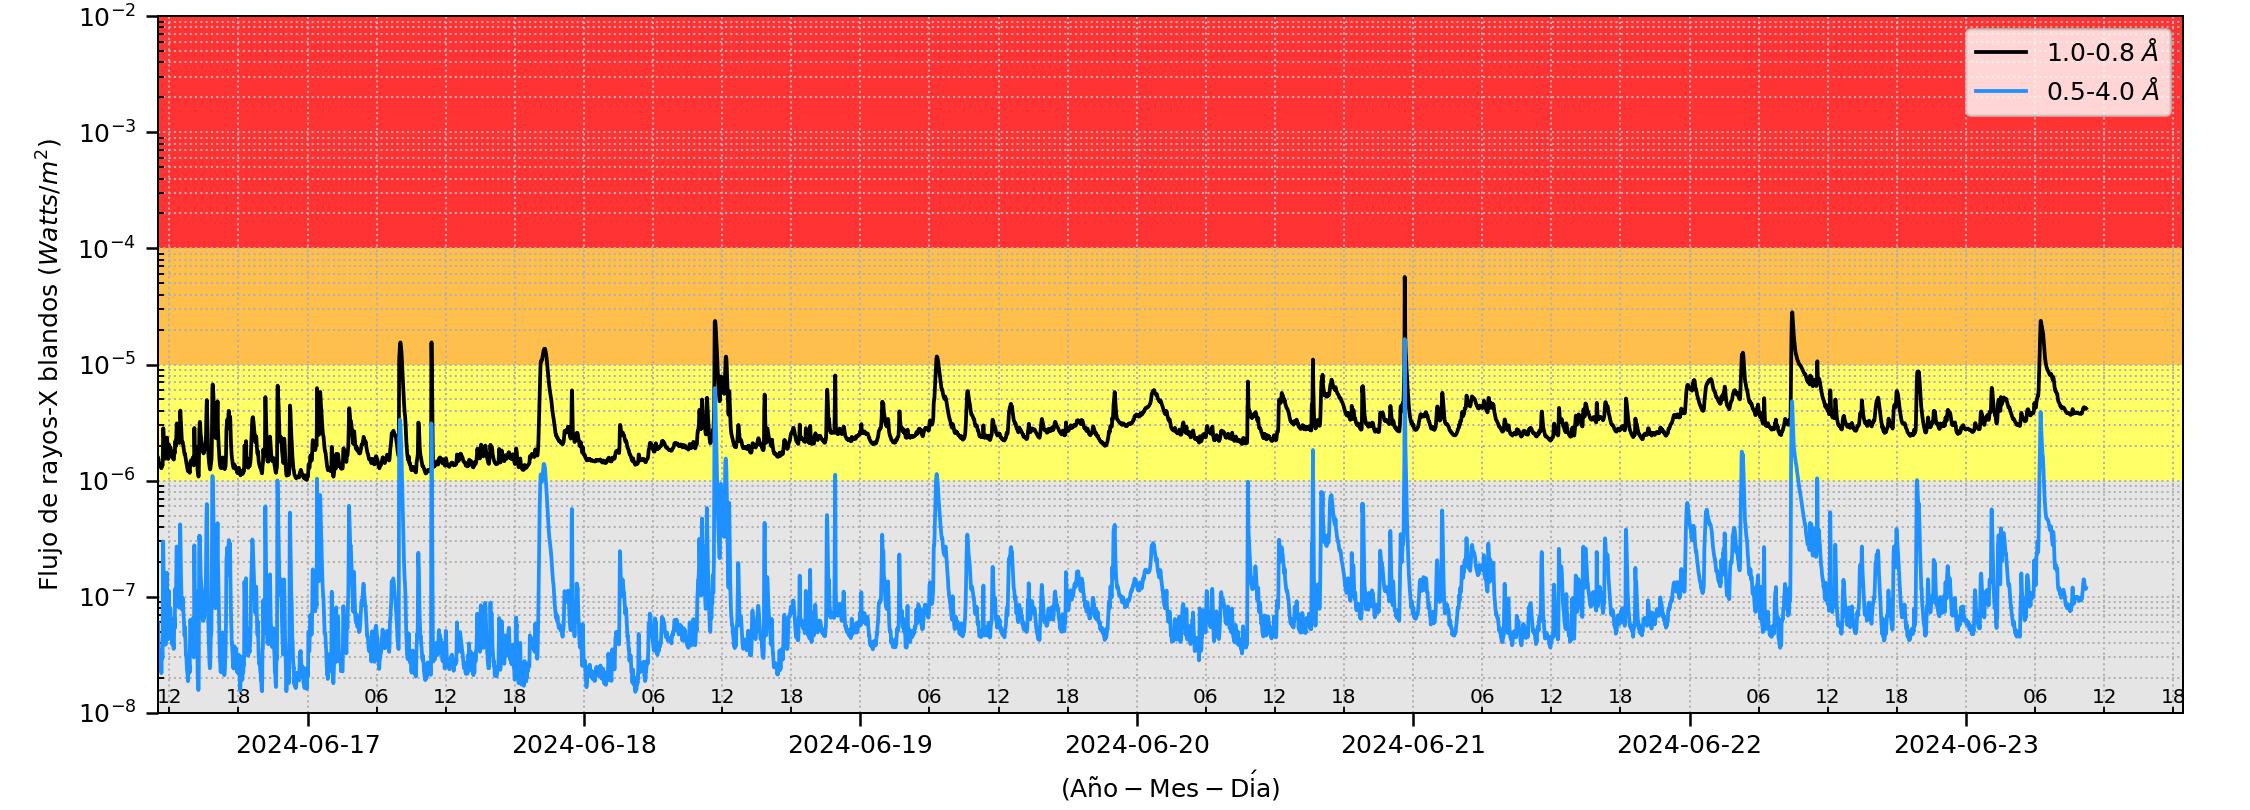 10⁻²
10⁻³
10⁻⁴
10⁻⁵
10⁻⁶
10⁻⁷
10⁻⁸
Flujo de rayos-X blandos (Watts/m²)
1.0-0.8 Å
0.5-4.0 Å
12 18 06 12 18 06 12 18 06 12 18 06 12 18 06 12 18 06 12 18 06 12 18
2024-06-17 2024-06-18 2024-06-19 2024-06-20 2024-06-21 2024-06-22 2024-06-23
(Año − Mes − Día)